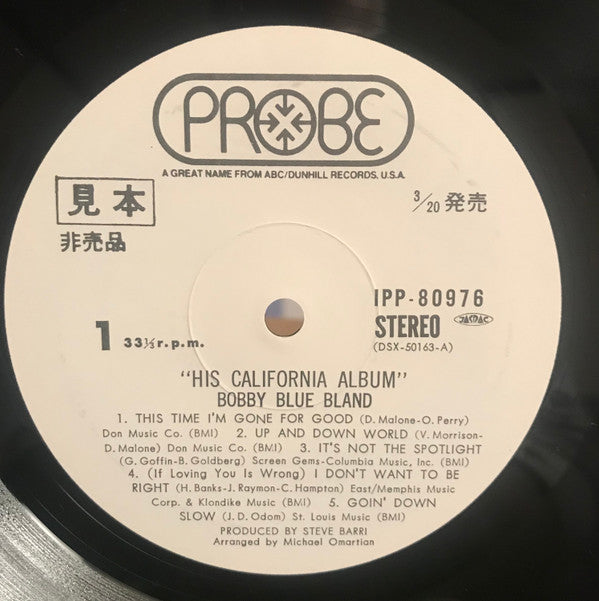 PROBE
A GREAT NAME FROM ABC/DUNHILL RECORDS, U.S.A.
見本
3/20 発売
非売品
IPP-80976
1 33⅓ r.p.m.
STEREO JASRAC
(DSX-50163-A)
"HIS CALIFORNIA ALBUM"
BOBBY BLUE BLAND
1. THIS TIME I'M GONE FOR GOOD (D. Malone-O. Perry)
Don Music Co. (BMI) 2. UP AND DOWN WORLD (V. Morrison-
D. Malone) Don Music Co. (BMI) 3. IT'S NOT THE SPOTLIGHT
(G. Goffin-B. Goldberg) Screen Gems-Columbia Music, Inc. (BMI)
4. (If Loving You Is Wrong) I DON'T WANT TO BE
RIGHT (H. Banks-J. Raymon-C. Hampton) East/Memphis Music
Corp. & Klondike Music (BMI) 5. GOIN' DOWN
SLOW (J. D. Odom) St. Louis Music (BMI)
PRODUCED BY STEVE BARRI
Arranged by Michael Omartian